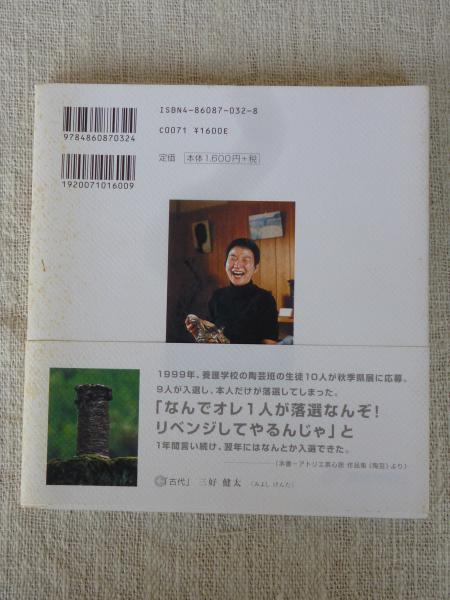 ISBN4-86087-032-8
9784860870324
C0071 ¥1600E
定価 本体1,600円+税
1920071016009
1999年、養護学校の陶芸班の生徒10人が秋季県展に応募。
9人が入選し、本人だけが落選してしまった。
「なんでオレ1人が落選なんぞ!
リベンジしてやるんじゃ」と
1年間言い続け、翌年にはなんとか入選できた。
(本書-アトリエ素心居 作品集《陶芸》より)
「古代」 三好 健太 (みよし けんた)